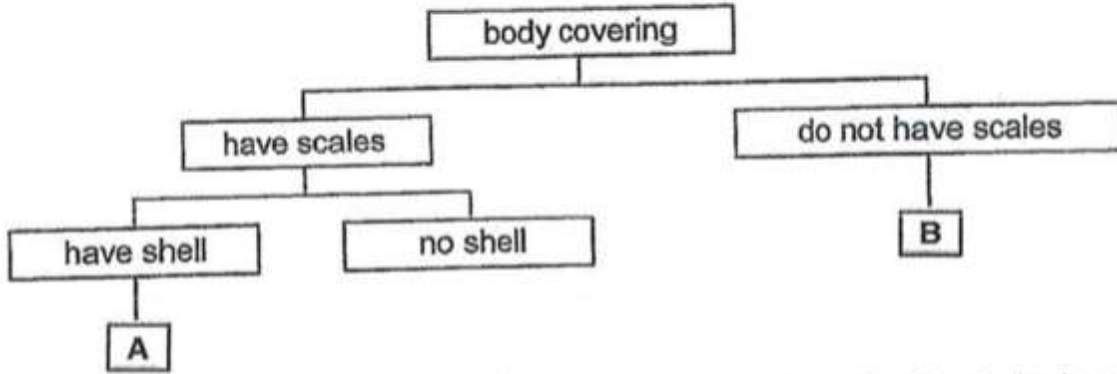 body covering
have scales
do not have scales
have shell
no shell
B
A